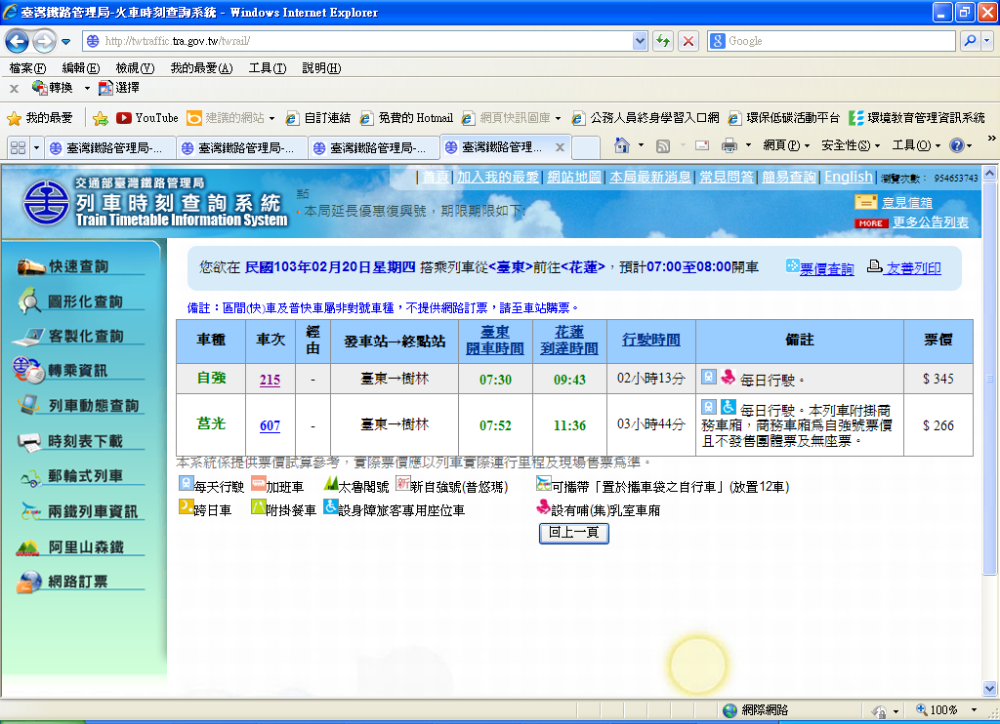 臺灣鐵路管理局-火車時刻查詢系統 - Windows Internet Explorer
http://twtraffic.tra.gov.tw/twrail/
Google
檔案(F) 編輯(E) 檢視(V) 我的最愛(A) 工具(T) 說明(H)
x 轉換 選擇
我的最愛 YouTube 建議的網站 自訂連結 免費的 Hotmail 網頁快訊圖庫 公務人員終身學習入口網 環保低碳活動平台 環境教育管理資訊系統
臺灣鐵路管理局-... 臺灣鐵路管理局-... 臺灣鐵路管理局-... 臺灣鐵路管理... X 網頁(P) 安全性(S) 工具(O) »
交通部臺灣鐵路管理局
列車時刻查詢系統
Train Timetable Information System
|首頁| 加入我的最愛| 網站地圖| 本局最新消息| 常見問答| 簡易查詢| English| 瀏覽次數： 954653743
點
本局延長優惠復興號，期限期限如下:
意見信箱
MORE 更多公告列表
快速查詢
圖形化查詢
客製化查詢
轉乘資訊
列車動態查詢
時刻表下載
郵輪式列車
兩鐵列車資訊
阿里山森鐵
網路訂票
您欲在 民國103年02月20日星期四 搭乘列車從<臺東>前往<花蓮>，預計07:00至08:00開車 票價查詢 友善列印
備註：區間(快)車及普快車屬非對號車種，不提供網路訂票，請至車站購票。
車種 車次 經由 發車站→終點站 臺東開車時間 花蓮到達時間 行駛時間 備註 票價
自強 215 - 臺東→樹林 07:30 09:43 02小時13分 每日行駛。 $ 345
莒光 607 - 臺東→樹林 07:52 11:36 03小時44分 每日行駛。本列車附掛商
務車廂，商務車廂為自強號票價
且不發售團體票及無座票。 $ 266
本系統係提供票價試算參考，實際票價應以列車實際運行里程及現場售票為準。
每天行駛 加班車 太魯閣號 新 新自強號(普悠瑪) 可攜帶「置於攜車袋之自行車」(放置12車)
跨日車 附掛餐車 設身障旅客專用座位車 設有哺(集)乳室車廂
回上一頁
網際網路 100%